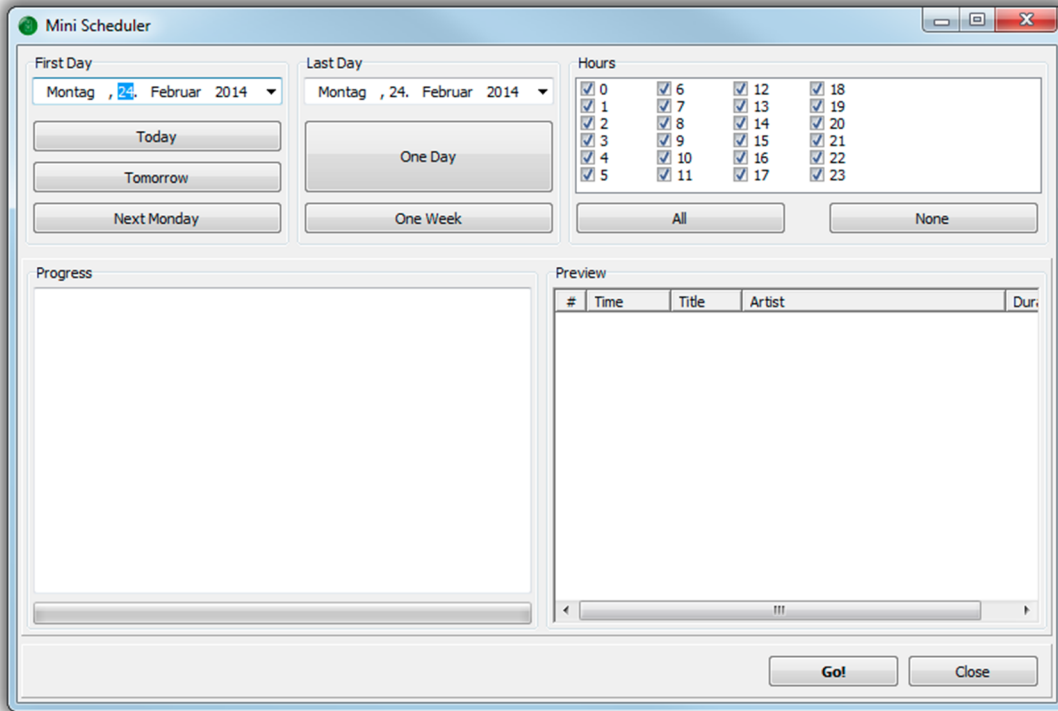 Mini Scheduler
First Day
Montag , 24. Februar 2014
Today
Tomorrow
Next Monday
Last Day
Montag , 24. Februar 2014
One Day
One Week
Hours
0 6 12 18
1 7 13 19
2 8 14 20
3 9 15 21
4 10 16 22
5 11 17 23
All None
Progress
Preview
# Time Title Artist Dura
Go! Close